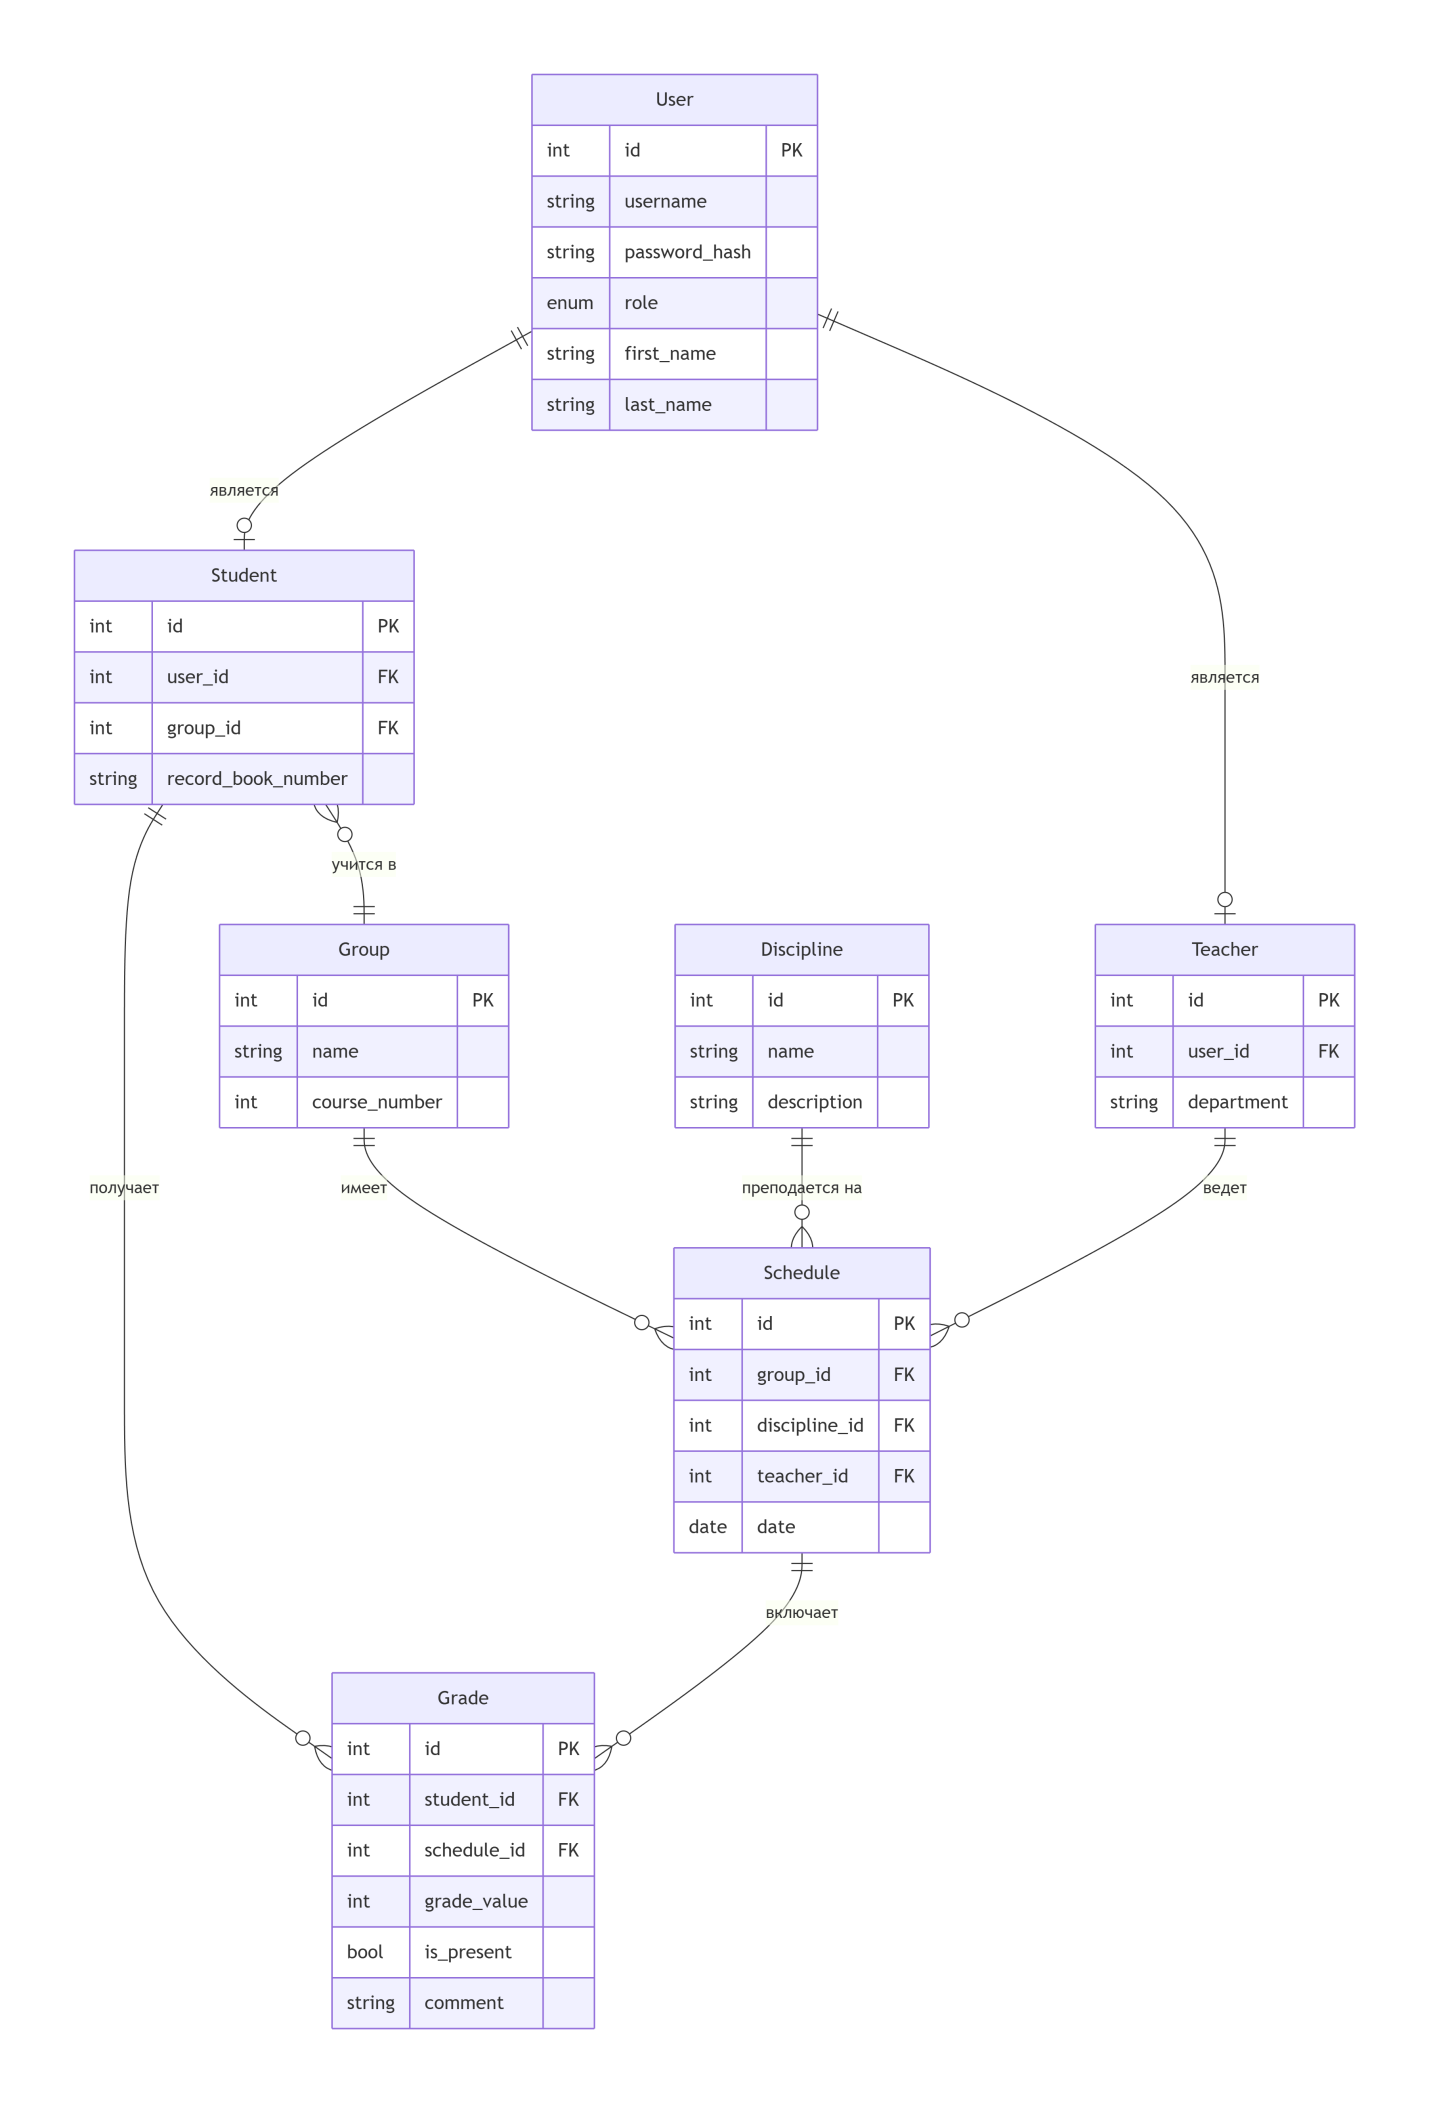 User
int id PK
string username
string password_hash
enum role
string first_name
string last_name
является
является
Student
int id PK
int user_id FK
int group_id FK
string record_book_number
учится в
Group
int id PK
string name
int course_number
Discipline
int id PK
string name
string description
Teacher
int id PK
int user_id FK
string department
получает
имеет
преподается на
ведет
Schedule
int id PK
int group_id FK
int discipline_id FK
int teacher_id FK
date date
включает
Grade
int id PK
int student_id FK
int schedule_id FK
int grade_value
bool is_present
string comment